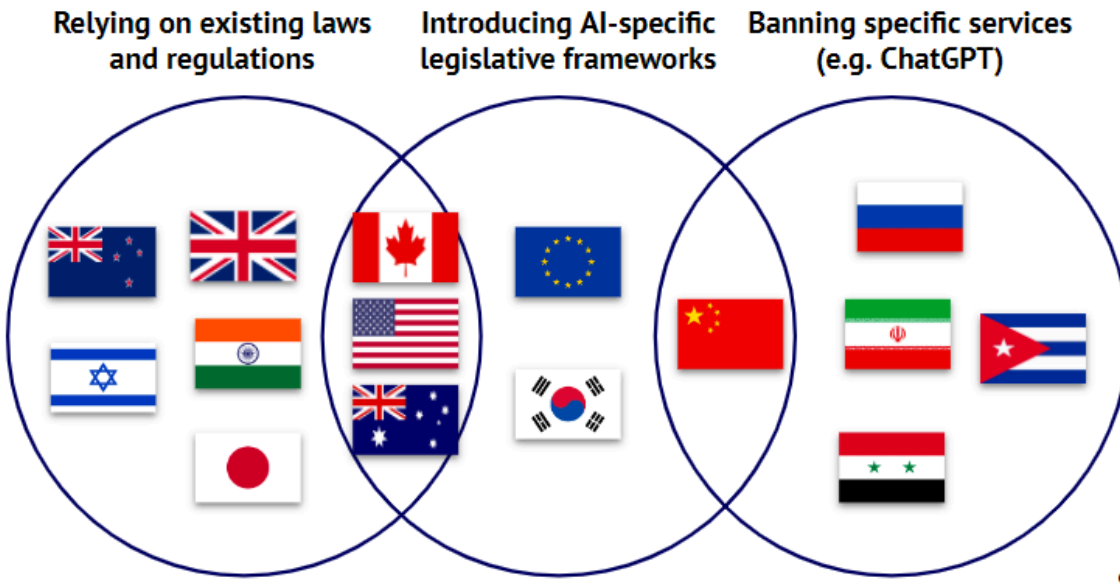 Relying on existing laws
and regulations
Introducing AI-specific
legislative frameworks
Banning specific services
(e.g. ChatGPT)